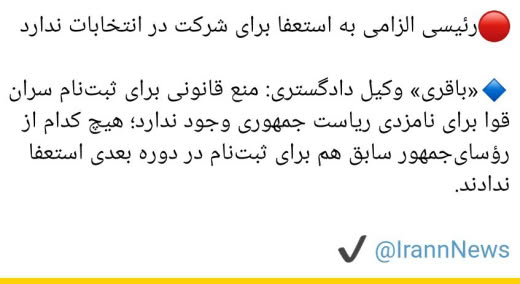 رئیسی الزامی به استعفا برای شرکت در انتخابات ندارد
«باقری» وکیل دادگستری: منع قانونی برای ثبت‌نام سران
قوا برای نامزدی ریاست جمهوری وجود ندارد؛ هیچ کدام از
رؤسای‌جمهور سابق هم برای ثبت‌نام در دوره بعدی استعفا
ندادند.
@IrannNews